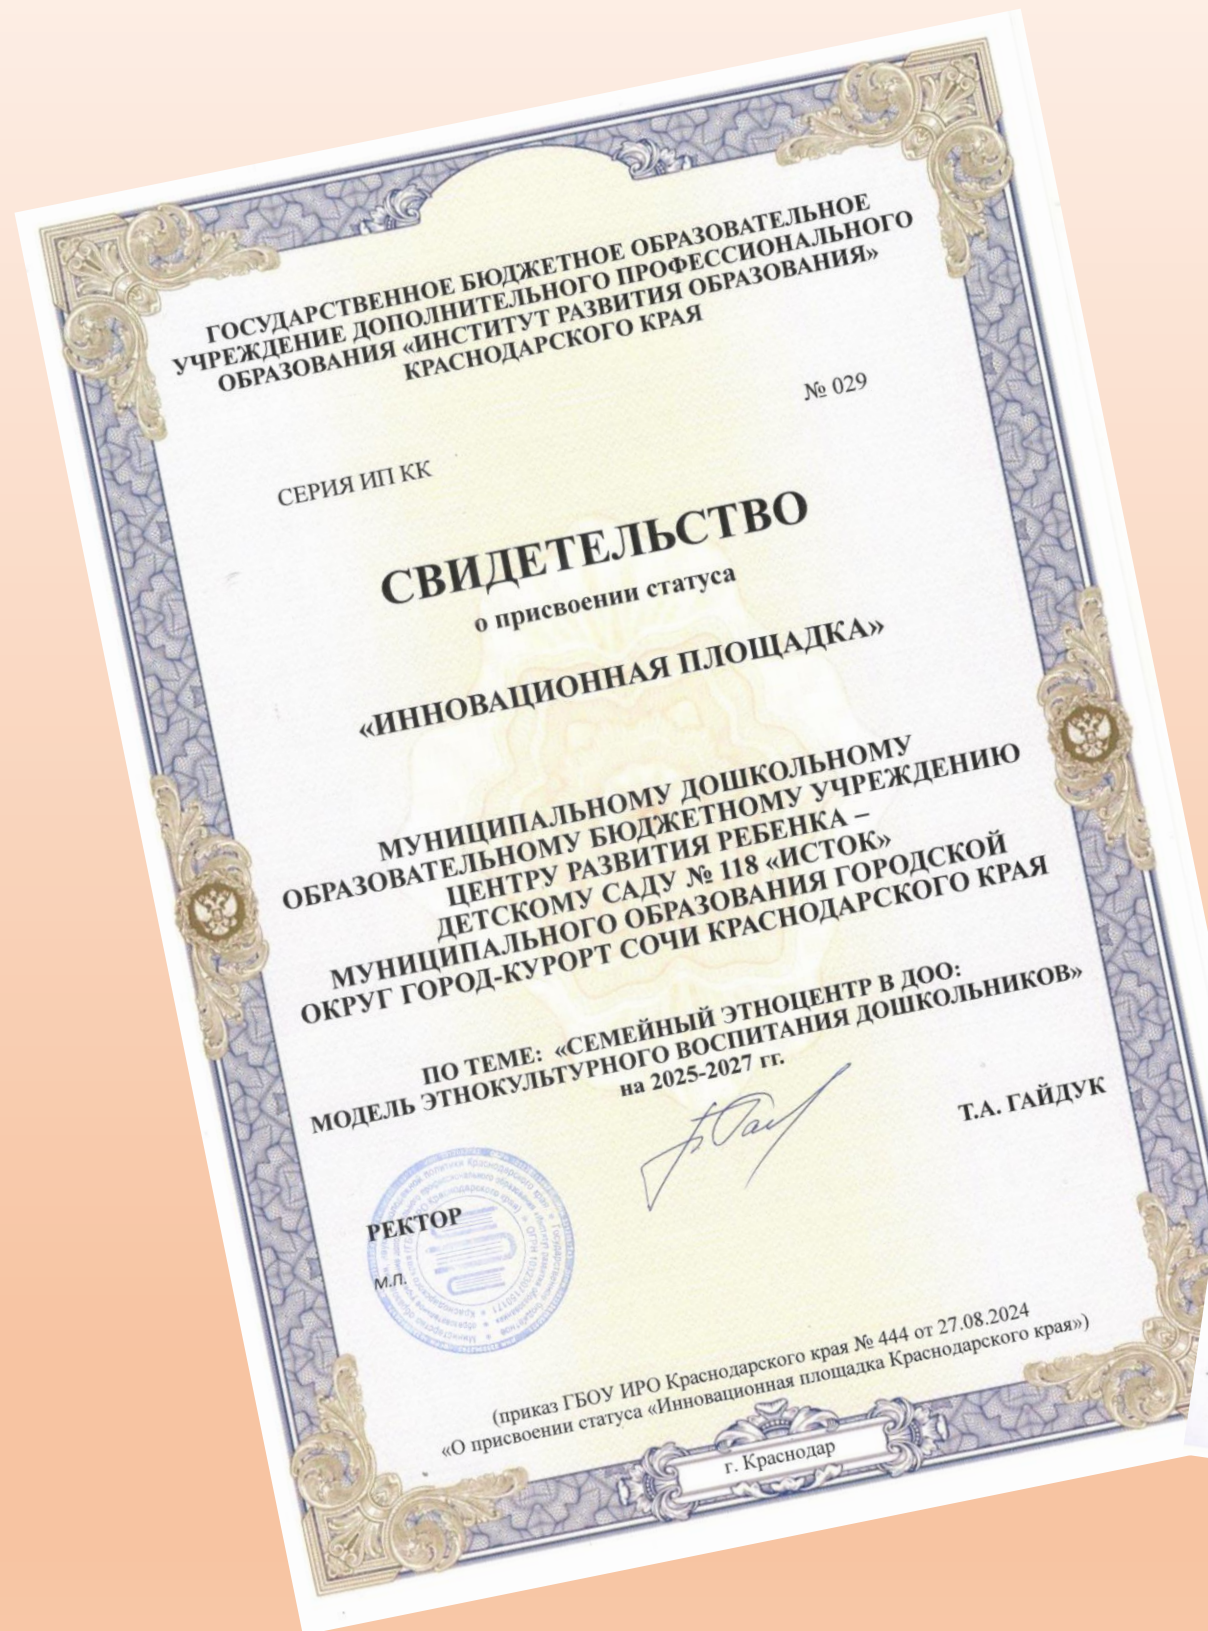 ГОСУДАРСТВЕННОЕ БЮДЖЕТНОЕ ОБРАЗОВАТЕЛЬНОЕ
УЧРЕЖДЕНИЕ ДОПОЛНИТЕЛЬНОГО ПРОФЕССИОНАЛЬНОГО
ОБРАЗОВАНИЯ «ИНСТИТУТ РАЗВИТИЯ ОБРАЗОВАНИЯ»
КРАСНОДАРСКОГО КРАЯ
№ 029
СЕРИЯ ИП КК
СВИДЕТЕЛЬСТВО
о присвоении статуса
«ИННОВАЦИОННАЯ ПЛОЩАДКА»
МУНИЦИПАЛЬНОМУ ДОШКОЛЬНОМУ
ОБРАЗОВАТЕЛЬНОМУ БЮДЖЕТНОМУ УЧРЕЖДЕНИЮ
ЦЕНТРУ РАЗВИТИЯ РЕБЕНКА –
ДЕТСКОМУ САДУ № 118 «ИСТОК»
МУНИЦИПАЛЬНОГО ОБРАЗОВАНИЯ ГОРОДСКОЙ
ОКРУГ ГОРОД-КУРОРТ СОЧИ КРАСНОДАРСКОГО КРАЯ
ПО ТЕМЕ: «СЕМЕЙНЫЙ ЭТНОЦЕНТР В ДОО:
МОДЕЛЬ ЭТНОКУЛЬТУРНОГО ВОСПИТАНИЯ ДОШКОЛЬНИКОВ»
на 2025-2027 гг.
Т.А. ГАЙДУК
РЕКТОР
М.П.
(приказ ГБОУ ИРО Краснодарского края № 444 от 27.08.2024
«О присвоении статуса «Инновационная площадка Краснодарского края»)
г. Краснодар